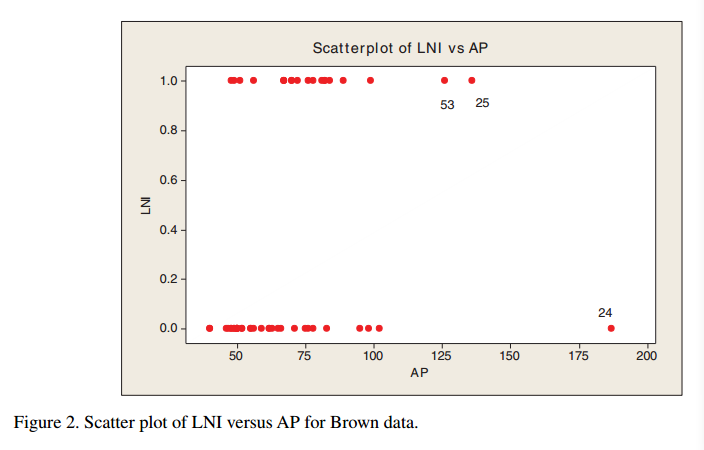 Scatterplot of LNI vs AP
1.0
53 25
0.8
0.6
LNI
0.4
0.2
24
0.0
50 75 100 125 150 175 200
AP
Figure 2. Scatter plot of LNI versus AP for Brown data.